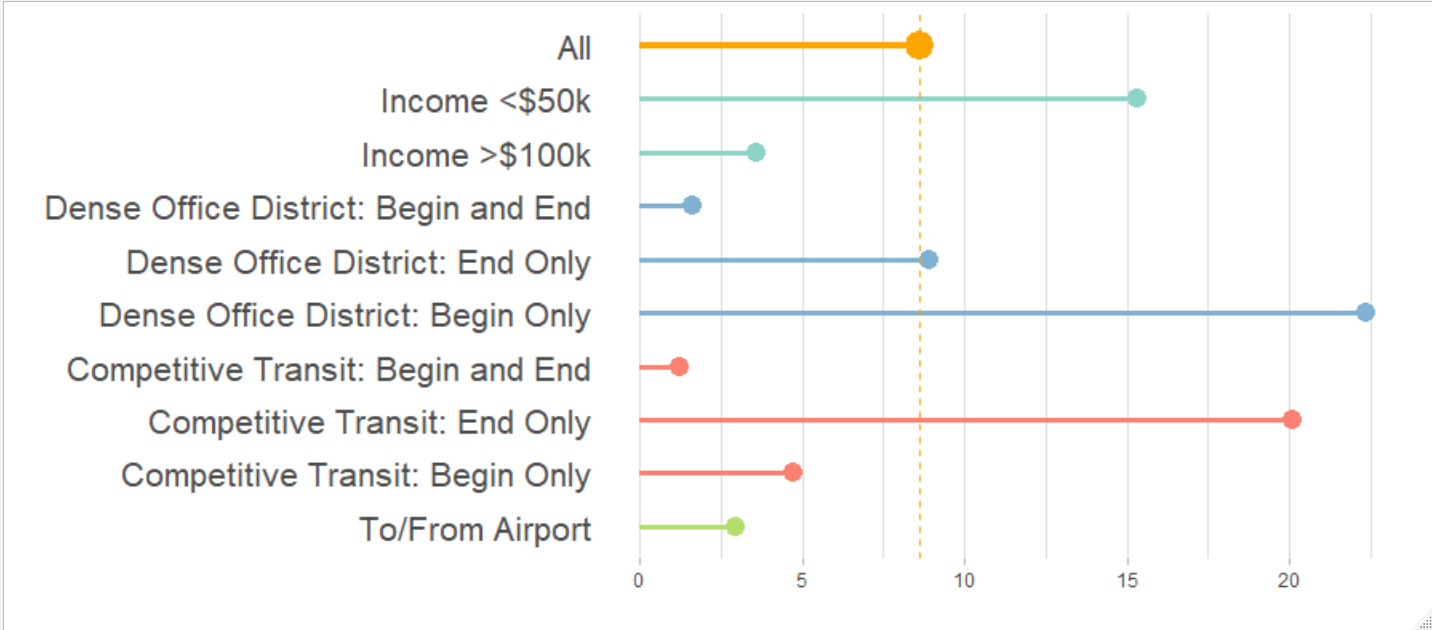 All
Income <$50k
Income >$100k
Dense Office District: Begin and End
Dense Office District: End Only
Dense Office District: Begin Only
Competitive Transit: Begin and End
Competitive Transit: End Only
Competitive Transit: Begin Only
To/From Airport
0 5 10 15 20